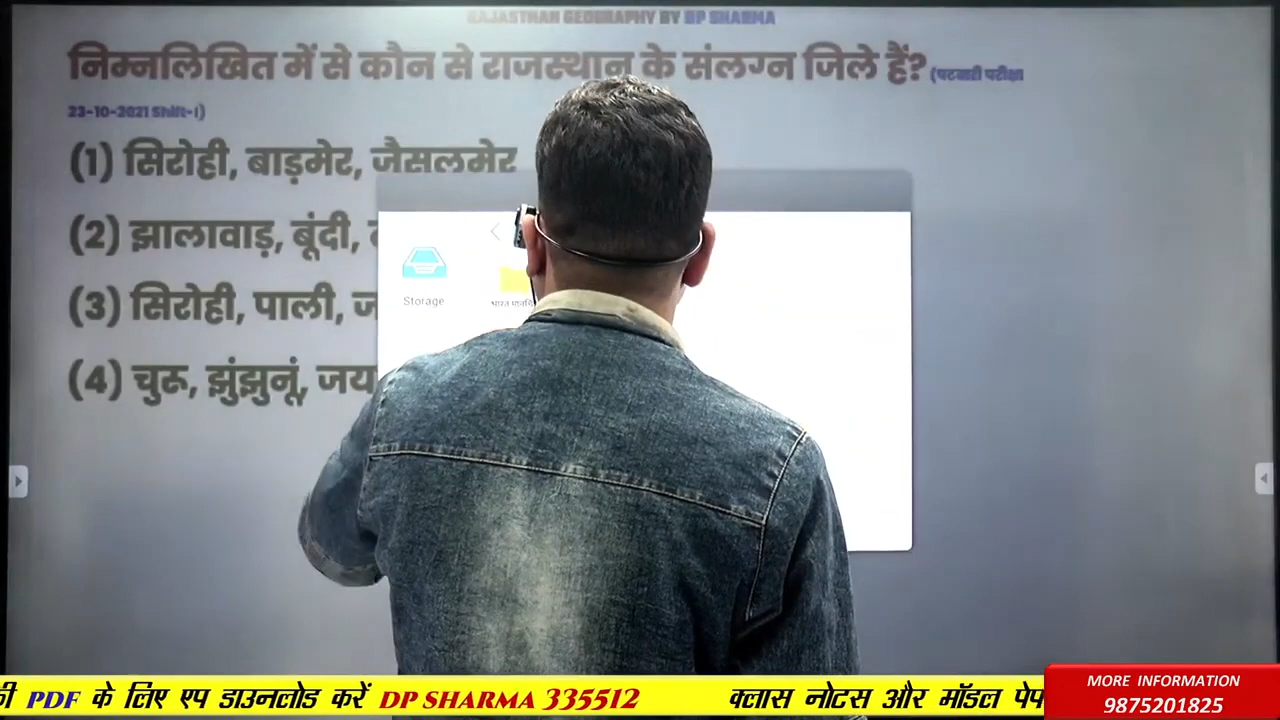 RAJASTHAN GEOGRAPHY BY DP SHARMA
निम्नलिखित में से कौन से राजस्थान के संलग्न जिले हैं? (पटवारी परीक्षा
23-10-2021 Shift-I)
(1) सिरोही, बाड़मेर, जैसलमेर
(2) झालावाड़, बूंदी,
(3) सिरोही, पाली,
(4) चुरू, झुंझुनूं,
Storage
भारत
PDF के लिए एप डाउनलोड करें DP SHARMA 335512 क्लास नोटस और मॉडल पेप
MORE INFORMATION
9875201825